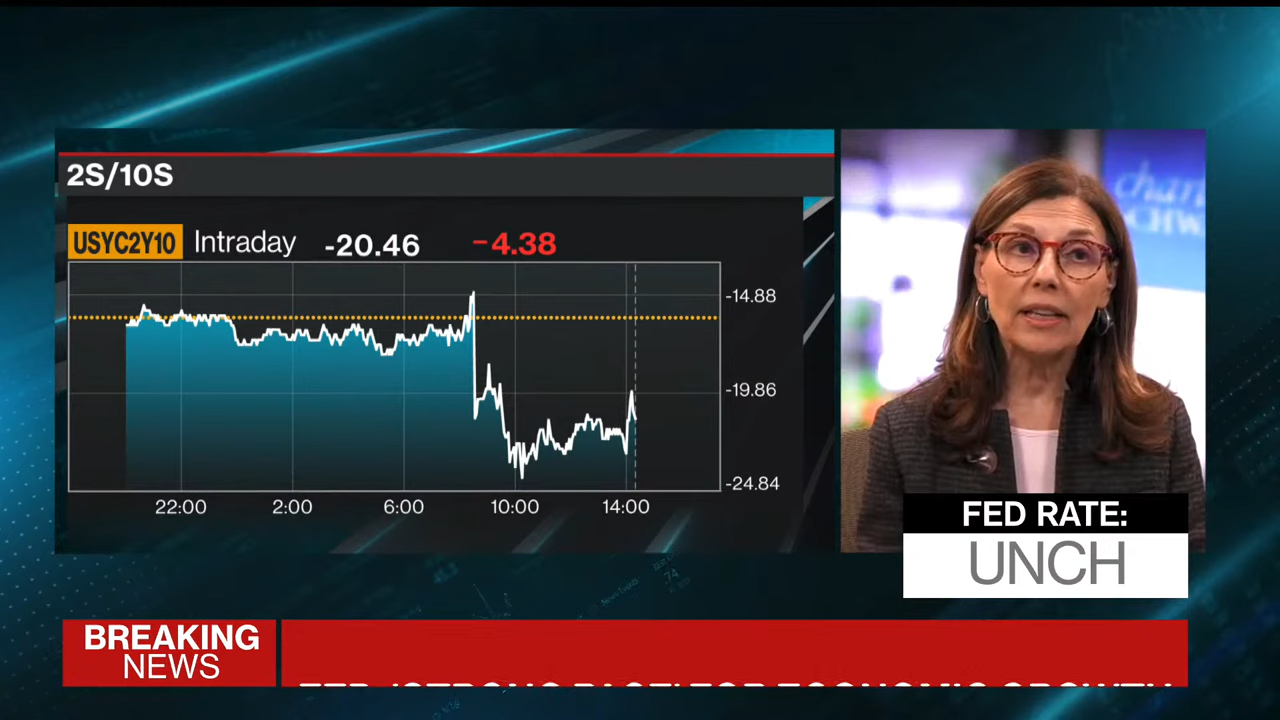 2S/10S
USYC2Y10 Intraday -20.46 -4.38
-14.88
-19.86
-24.84
22:00 2:00 6:00 10:00 14:00
FED RATE:
UNCH
BREAKING
NEWS